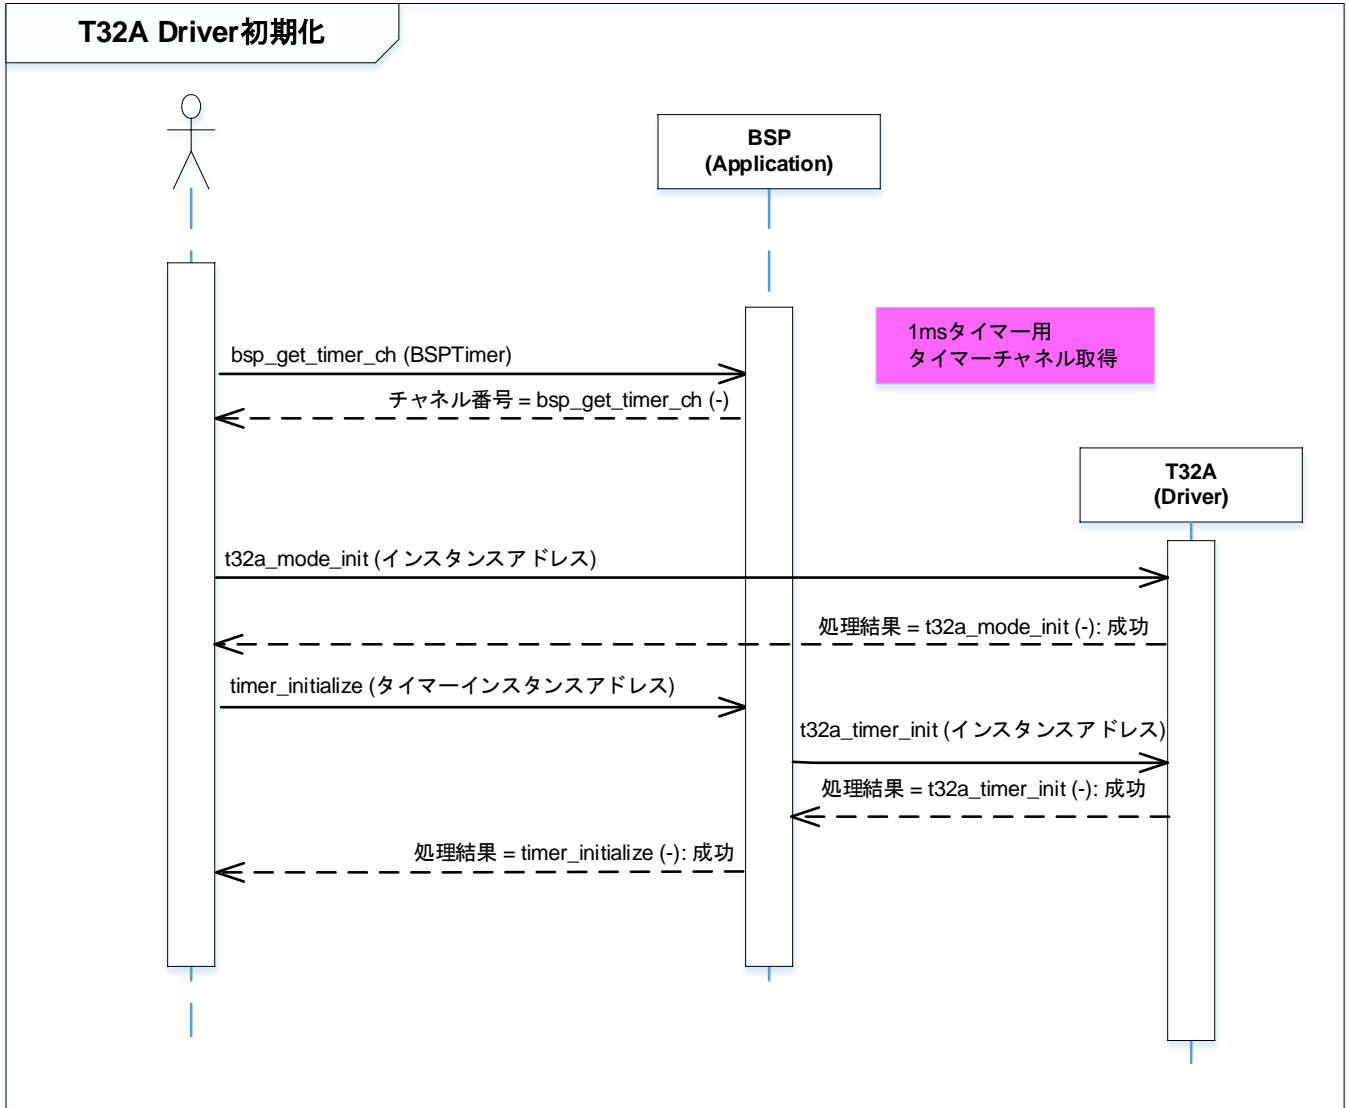 T32A Driver初期化
BSP
(Application)
1msタイマー用
タイマーチャネル取得
bsp_get_timer_ch (BSPTimer)
チャネル番号 = bsp_get_timer_ch (-)
T32A
(Driver)
t32a_mode_init (インスタンスアドレス)
処理結果 = t32a_mode_init (-): 成功
timer_initialize (タイマーインスタンスアドレス)
t32a_timer_init (インスタンスアドレス)
処理結果 = t32a_timer_init (-): 成功
処理結果 = timer_initialize (-): 成功